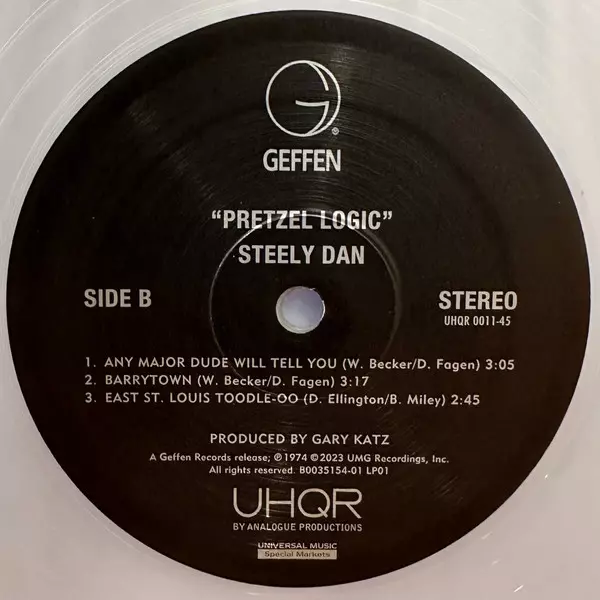 G®
GEFFEN
“PRETZEL LOGIC”
STEELY DAN
SIDE B
STEREO
UHQR 0011-45
1. ANY MAJOR DUDE WILL TELL YOU (W. Becker/D. Fagen) 3:05
2. BARRYTOWN (W. Becker/D. Fagen) 3:17
3. EAST ST. LOUIS TOODLE-OO (D. Ellington/B. Miley) 2:45
PRODUCED BY GARY KATZ
A Geffen Records release; ℗ 1974 ©2023 UMG Recordings, Inc.
All rights reserved. B0035154-01 LP01
UHQR
BY ANALOGUE PRODUCTIONS
UNIVERSAL MUSIC
Special Markets